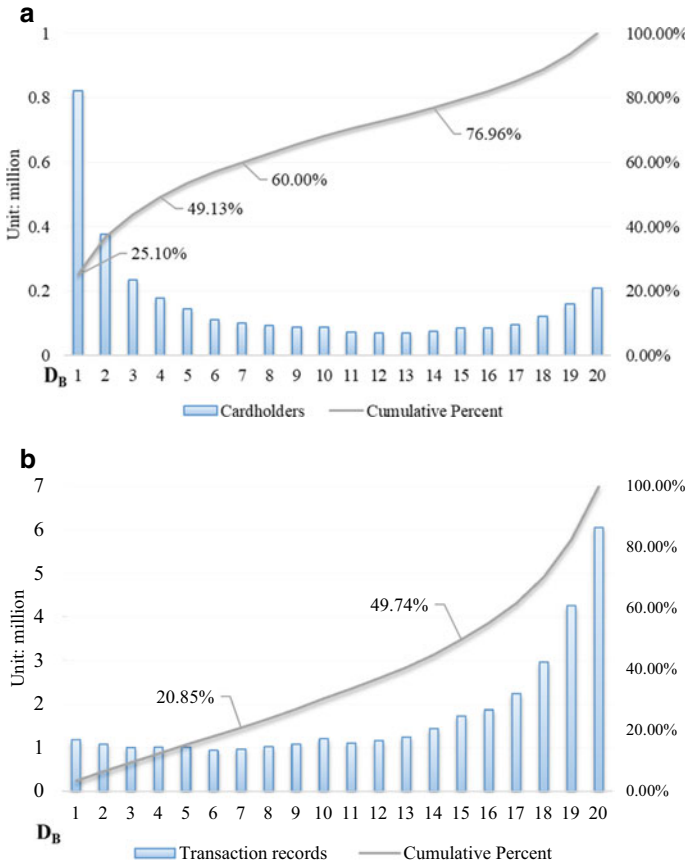 a
1 100.00%
0.8 80.00%
76.96%
0.6 60.00%
60.00%
Unit: million
49.13%
0.4 40.00%
25.10%
0.2 20.00%
0 0.00%
D_B 1 2 3 4 5 6 7 8 9 10 11 12 13 14 15 16 17 18 19 20
Cardholders Cumulative Percent
b
7 100.00%
6
80.00%
5
49.74% 60.00%
4
Unit: million
3
40.00%
20.85%
2
20.00%
1
0 0.00%
1 2 3 4 5 6 7 8 9 10 11 12 13 14 15 16 17 18 19 20
D_B
Transaction records Cumulative Percent